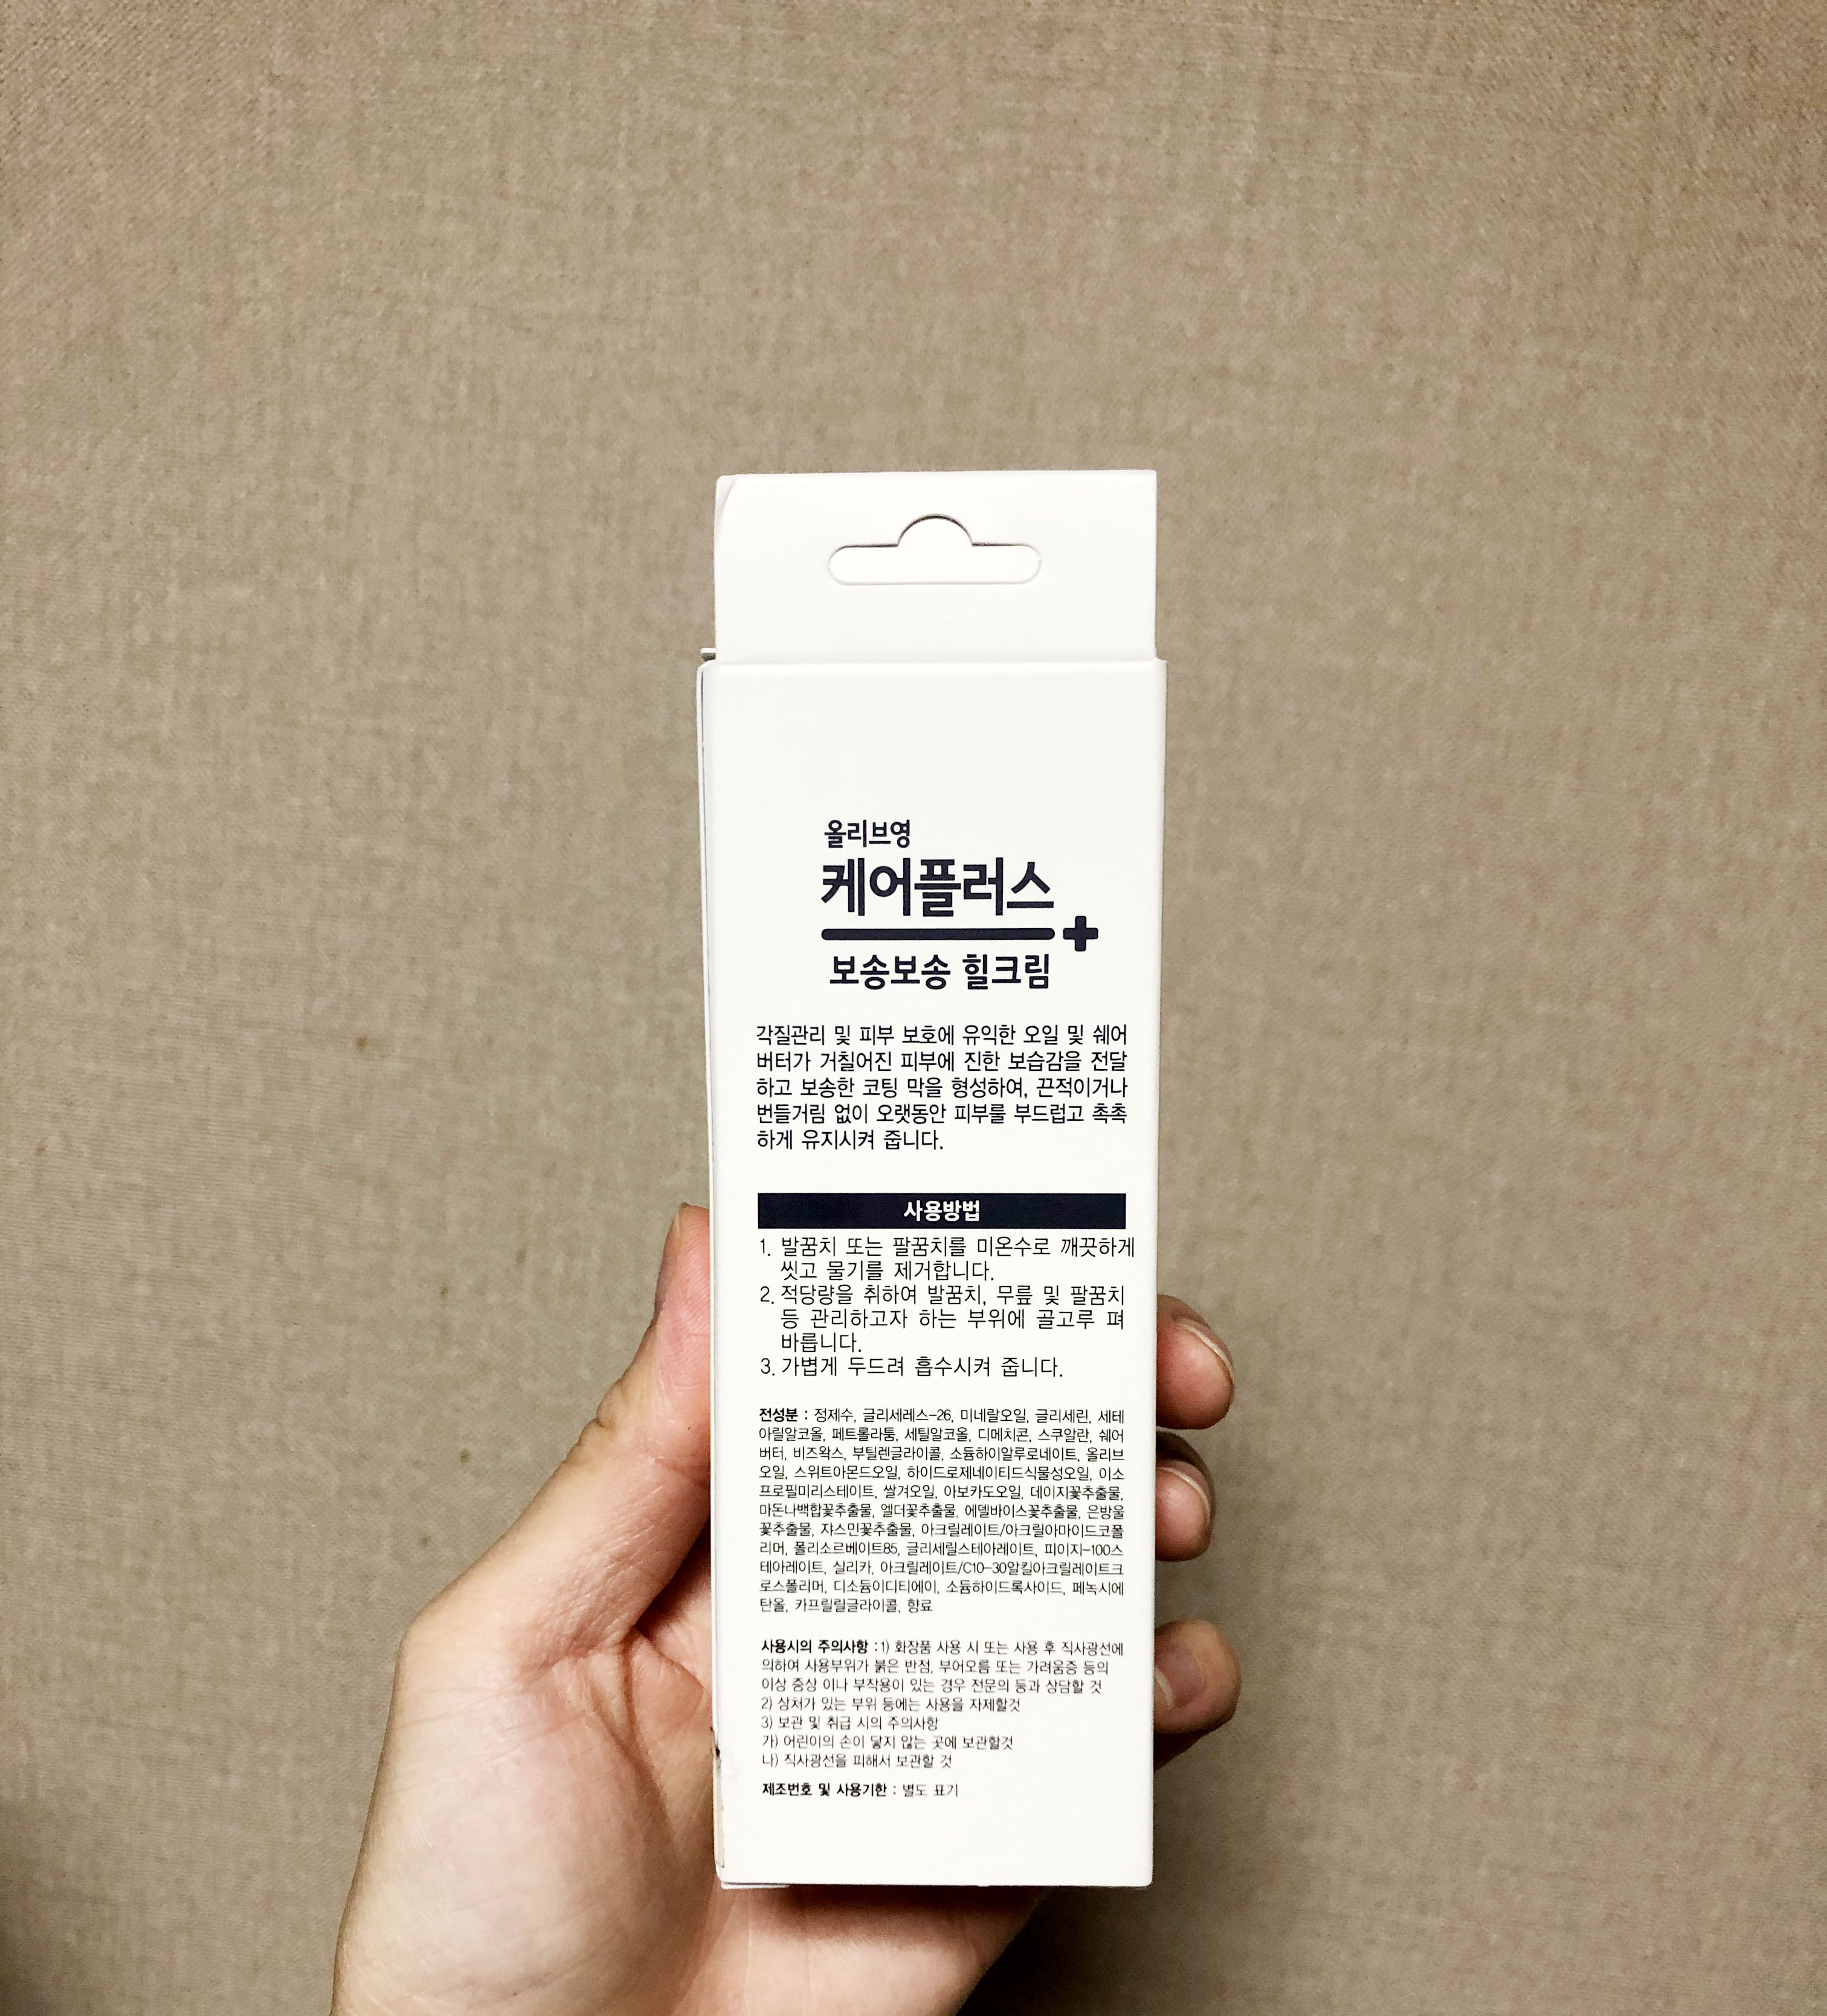 올리브영
케어플러스
보송보송 힐크림
각질관리 및 피부 보호에 유익한 오일 및 쉐어
버터가 거칠어진 피부에 진한 보습감을 전달
하고 보송한 코팅 막을 형성하여, 끈적이거나
번들거림 없이 오랫동안 피부를 부드럽고 촉촉
하게 유지시켜 줍니다.
사용방법
1. 발꿈치 또는 팔꿈치를 미온수로 깨끗하게
씻고 물기를 제거합니다.
2. 적당량을 취하여 발꿈치, 무릎 및 팔꿈치
등 관리하고자 하는 부위에 골고루 펴
바릅니다.
3. 가볍게 두드려 흡수시켜 줍니다.
전성분 : 정제수, 글리세레스-26, 미네랄오일, 글리세린, 세테
아릴알코올, 페트롤라툼, 세틸알코올, 디메치콘, 스쿠알란, 쉐어
버터, 비즈왁스, 부틸렌글라이콜, 소듐하이알루로네이트, 올리브
오일, 스위트아몬드오일, 하이드로제네이티드식물성오일, 이소
프로필미리스테이트, 쌀겨오일, 아보카도오일, 데이지꽃추출물,
마돈나백합꽃추출물, 엘더꽃추출물, 에델바이스꽃추출물, 은방울
꽃추출물, 쟈스민꽃추출물, 아크릴레이트/아크릴아마이드코폴
리머, 폴리소르베이트85, 글리세릴스테아레이트, 피이지-100스
테아레이트, 실리카, 아크릴레이트/C10-30알킬아크릴레이트크
로스폴리머, 디소듐이디티에이, 소듐하이드록사이드, 페녹시에
탄올, 카프릴릴글라이콜, 향료
사용시의 주의사항 : 1) 화장품 사용 시 또는 사용 후 직사광선에
의하여 사용부위가 붉은 반점, 부어오름 또는 가려움증 등의
이상 증상 이나 부작용이 있는 경우 전문의 등과 상담할 것
2) 상처가 있는 부위 등에는 사용을 자제할것
3) 보관 및 취급 시의 주의사항
가) 어린이의 손이 닿지 않는 곳에 보관할것
나) 직사광선을 피해서 보관할 것
제조번호 및 사용기한 : 별도 표기